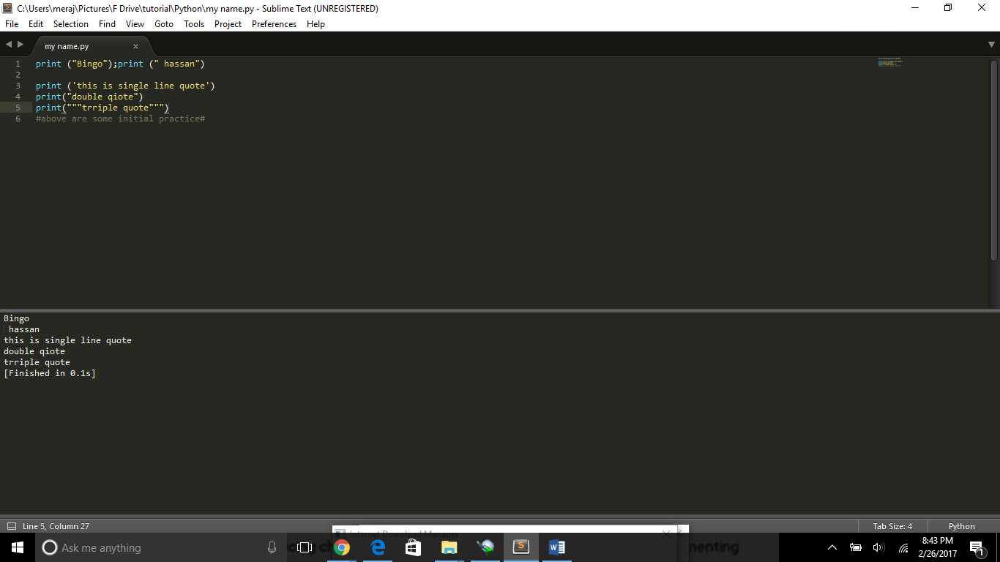 C:\Users\meraj\Pictures\F Drive\tutorial\Python\my name.py - Sublime Text (UNREGISTERED)
File Edit Selection Find View Goto Tools Project Preferences Help
my name.py
1 print ("Bingo");print (" hassan")
2
3 print ('this is single line quote')
4 print("double qiote")
5 print("""trriple quote""")
6 #above are some initial practice#
Bingo
 hassan
this is single line quote
double qiote
trriple quote
[Finished in 0.1s]
Line 5, Column 27 Tab Size: 4 Python
Internet Download Manager
Ask me anything
menting
8:43 PM
2/26/2017
1